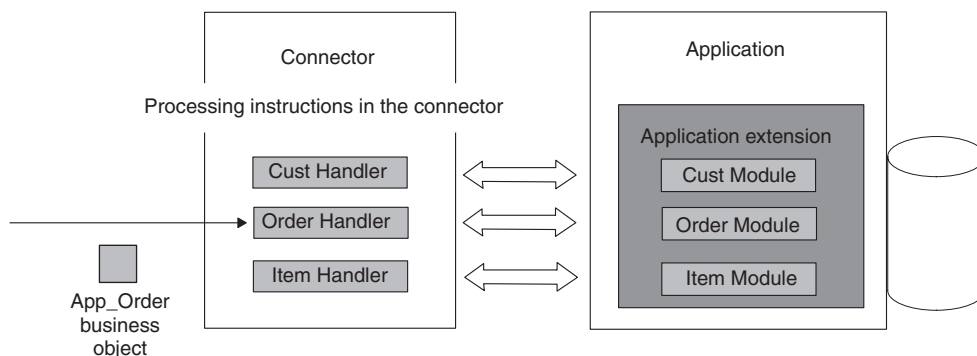 Connector
Processing instructions in the connector
Cust Handler
Order Handler
Item Handler
App_Order
business
object
Application
Application extension
Cust Module
Order Module
Item Module